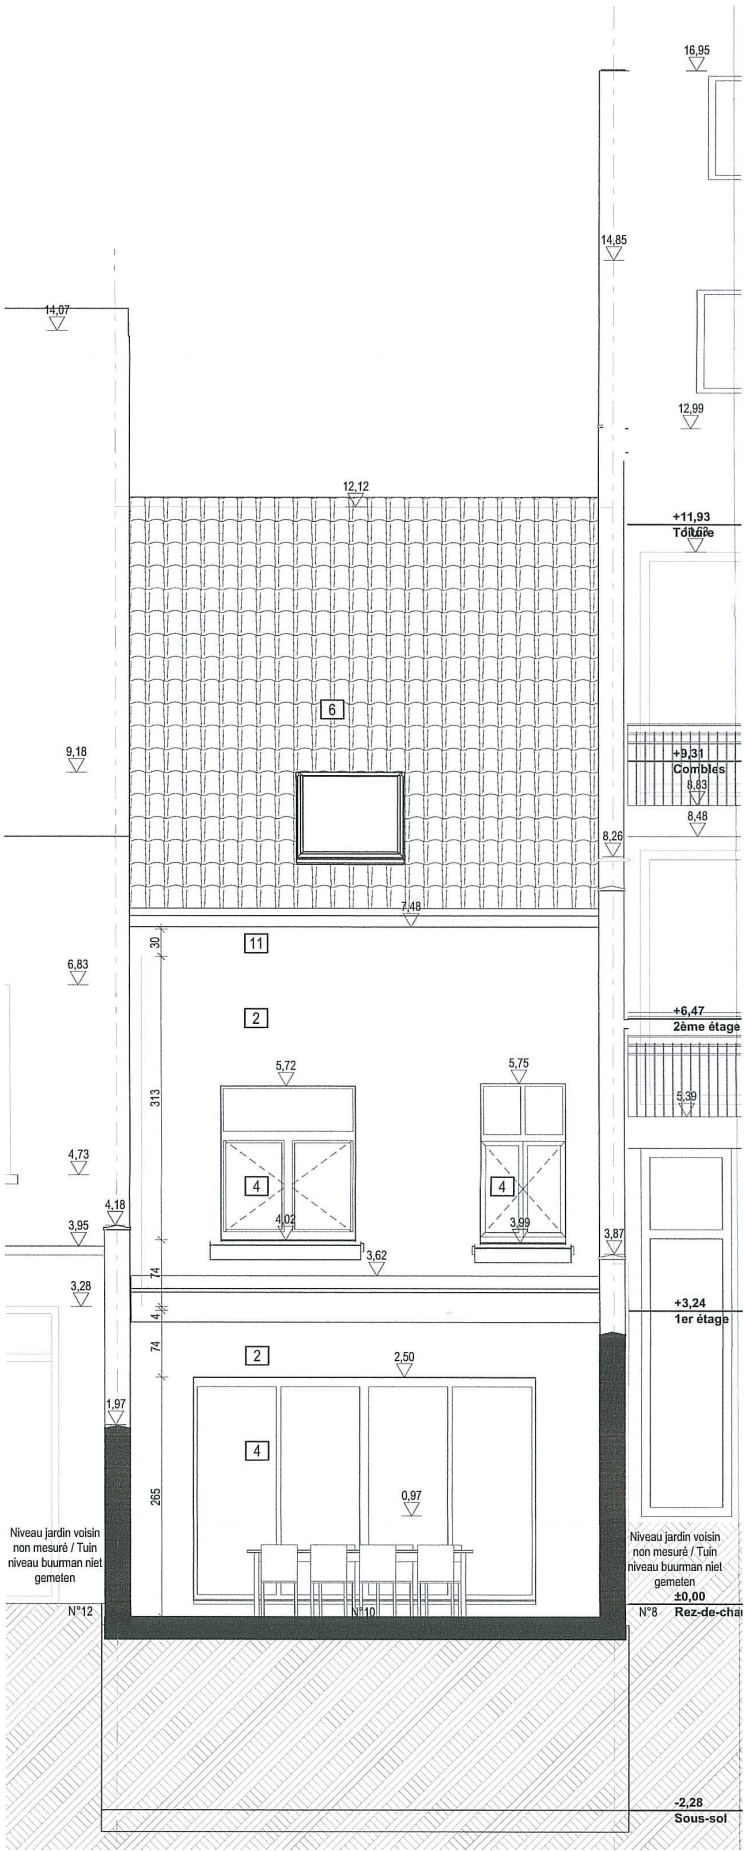 16,95
14,85
14,07
12,99
12,12
+11,93
Toiture
6
9,18
+9,31
Combles
8,83
8,48
8,26
7,48
30
11
6,83
2
+6,47
2ème étage
5,72
5,75
5,39
313
4,73
4
4
4,18
4,02
3,99
3,95
3,87
3,62
74
3,28
+3,24
1er étage
4
74
2
2,50
1,97
4
265
0,97
Niveau jardin voisin
non mesuré / Tuin
niveau buurman niet
gemeten
Niveau jardin voisin
non mesuré / Tuin
niveau buurman niet
gemeten
±0,00
N°12
N°10
N°8
Rez-de-chau
-2,28
Sous-sol